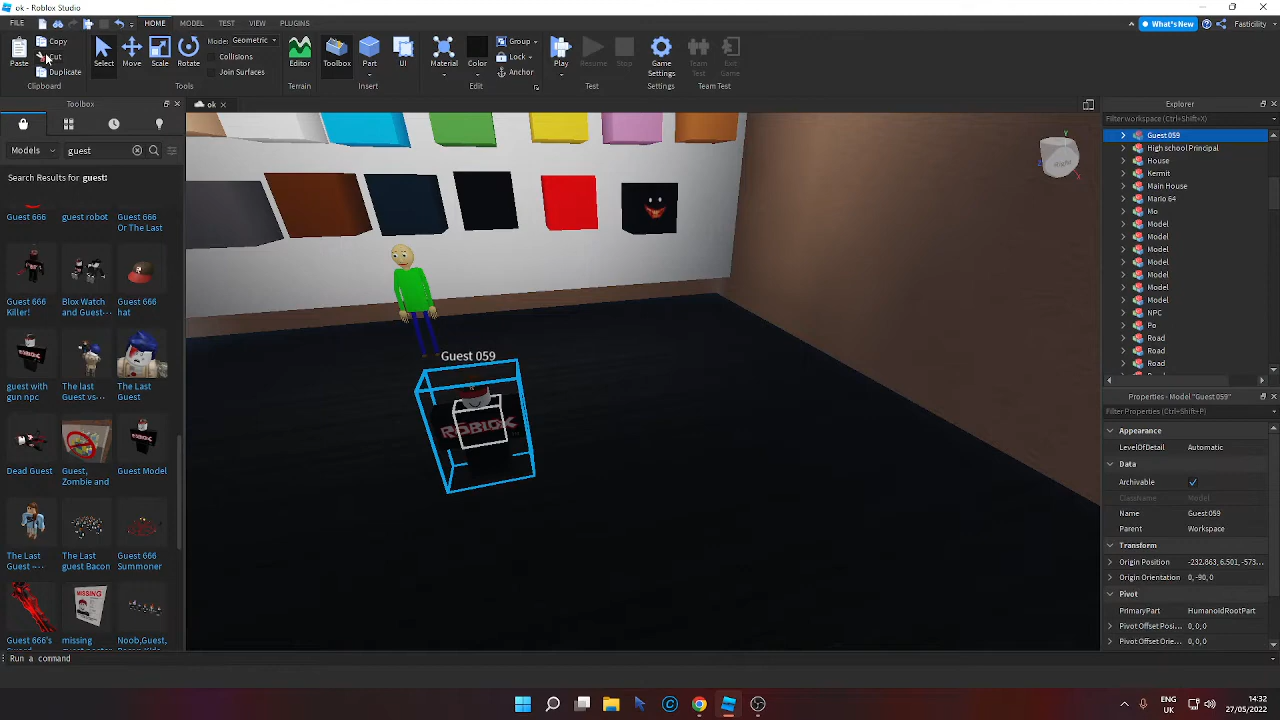 ok - Roblox Studio
FILE
HOME
MODEL
TEST
VIEW
PLUGINS
What's New
Fasticility
Paste
Copy
Cut
Duplicate
Clipboard
Select
Move
Scale
Rotate
Mode: Geometric
Collisions
Join Surfaces
Tools
Editor
Terrain
Toolbox
Part
UI
Insert
Material
Color
Group
Lock
Anchor
Edit
Play
Resume
Stop
Test
Game
Settings
Settings
Team
Test
Exit
Game
Team Test
Toolbox
ok
Models
guest
Search Results for guest:
Guest 666
guest robot
Guest 666
Or The Last
Guest 666
Killer!
Blox Watch
and Guest-
Guest 666
hat
guest with
gun npc
The last
Guest vs-
The Last
Guest
Dead Guest
Guest,
Zombie and
Guest Model
The Last
Guest ~--
The Last
guest Bacon
Guest 666
Summoner
Guest 666's
MISSING
missing
Noob,Guest,
Guest 059
ROBLOX
Right
Explorer
Filter workspace (Ctrl+Shift+X)
Guest 059
High school Principal
House
Kermit
Main House
Mario 64
Mo
Model
Model
Model
Model
Model
Model
Model
NPC
Po
Road
Road
Road
Properties - Model "Guest 059"
Filter Properties (Ctrl+Shift+P)
Appearance
LevelOfDetail
Automatic
Data
Archivable
ClassName
Model
Name
Guest 059
Parent
Workspace
Transform
Origin Position
-232.863, 6.501, -573...
Origin Orientation
0, -90, 0
Pivot
PrimaryPart
HumanoidRootPart
Pivot Offset Posi...
0, 0, 0
Pivot Offset Orie...
0, 0, 0
Run a command
ENG
UK
14:32
27/05/2022